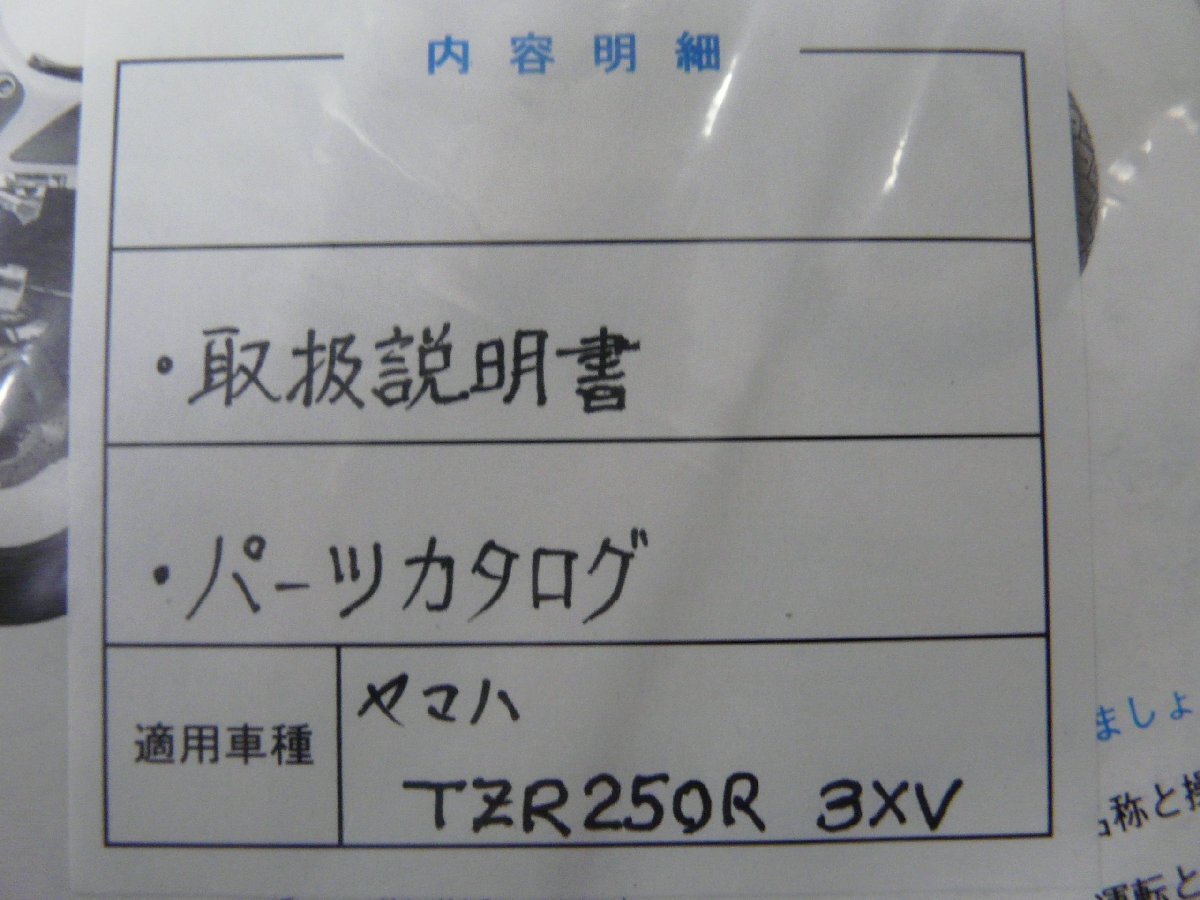 内容明細
・取扱説明書
・パーツカタログ
適用車種
ヤマハ
TZR250R 3XV
ましょ
称と操
運転と